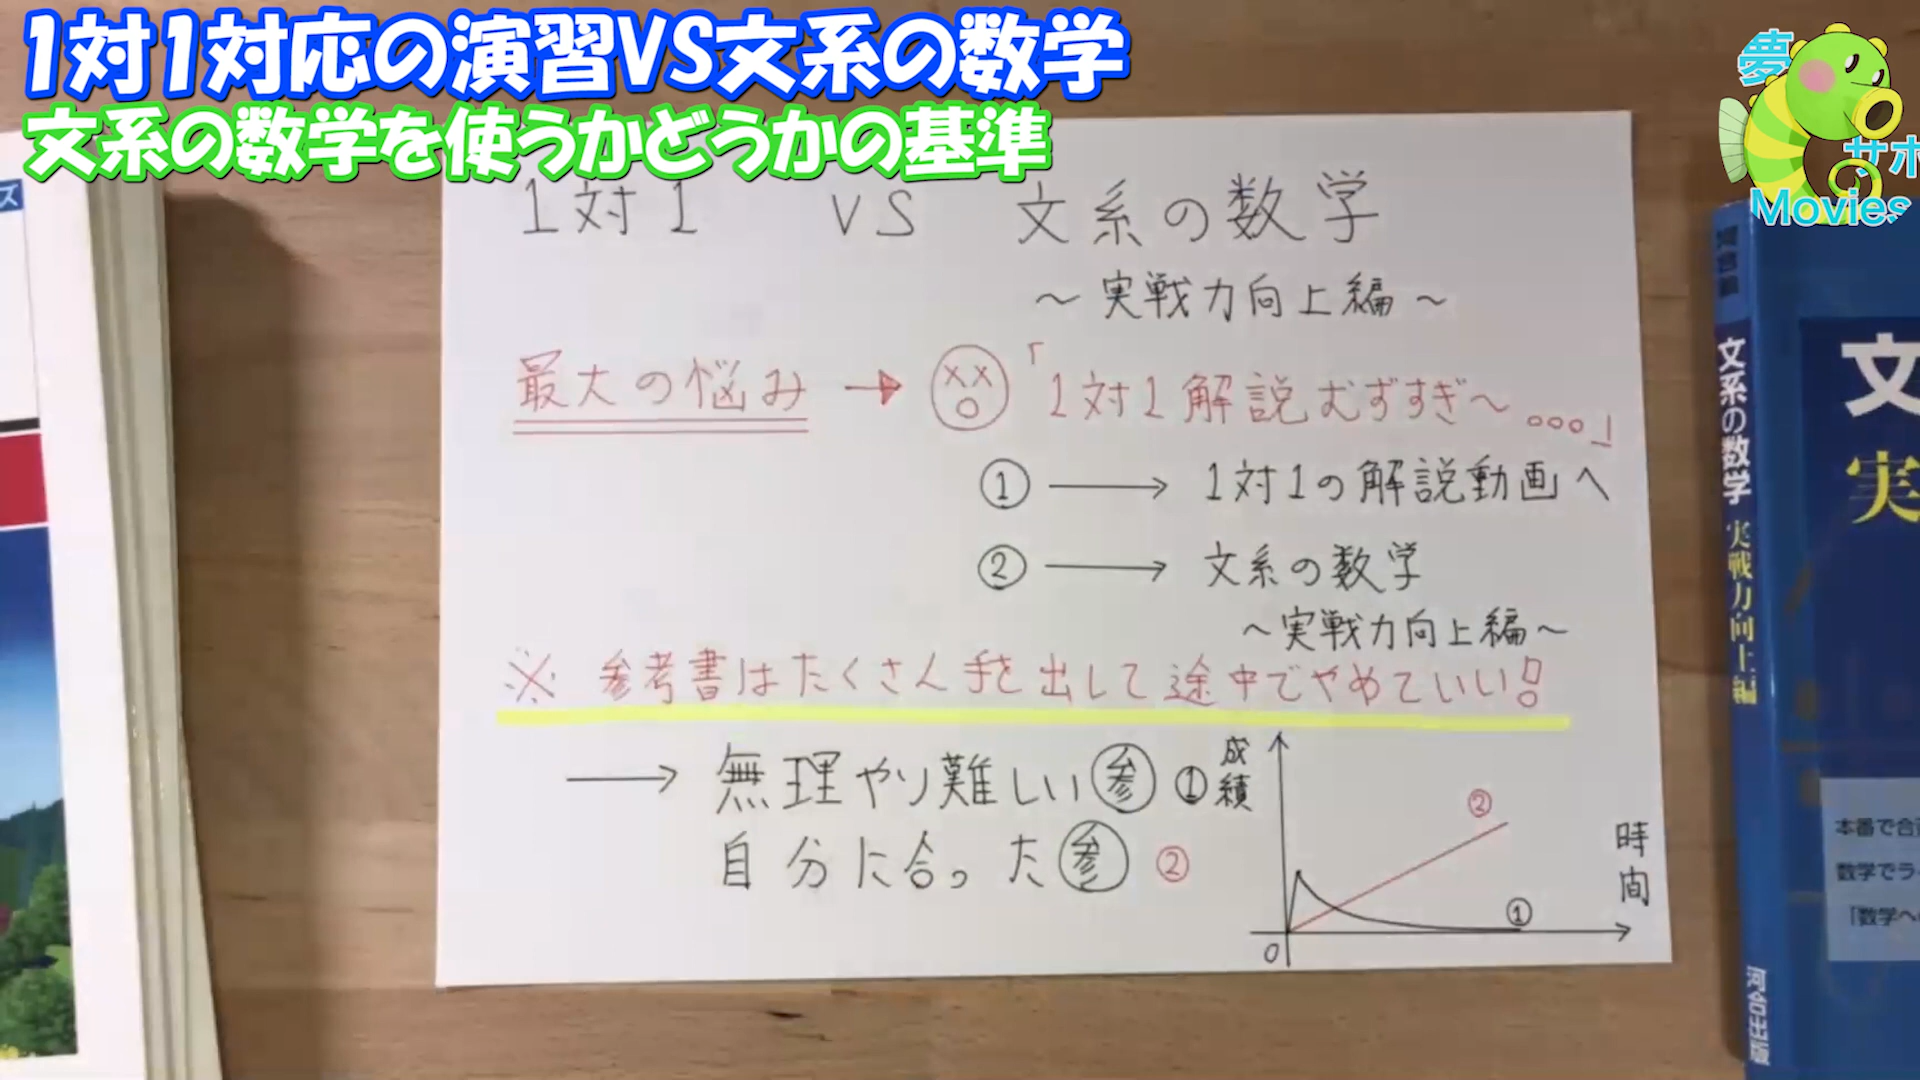 1対1対応の演習VS文系の数学
文系の数学を使うかどうかの基準
夢
サポ
Movies
ズ
1対1 VS 文系の数学
～実戦力向上編～
最大の悩み → 「1対1解説むずすぎ～…。」
① → 1対1の解説動画へ
② → 文系の数学
～実戦力向上編～
※ 参考書はたくさん手を出して途中でやめていい!
→ 無理やり難しい参 ①
自分に合った参 ②
成績
②
①
時間
0
河合塾
文系の数学 実戦力向上編
河合出版
文
実
本番で合
数学でラ
「数学へ